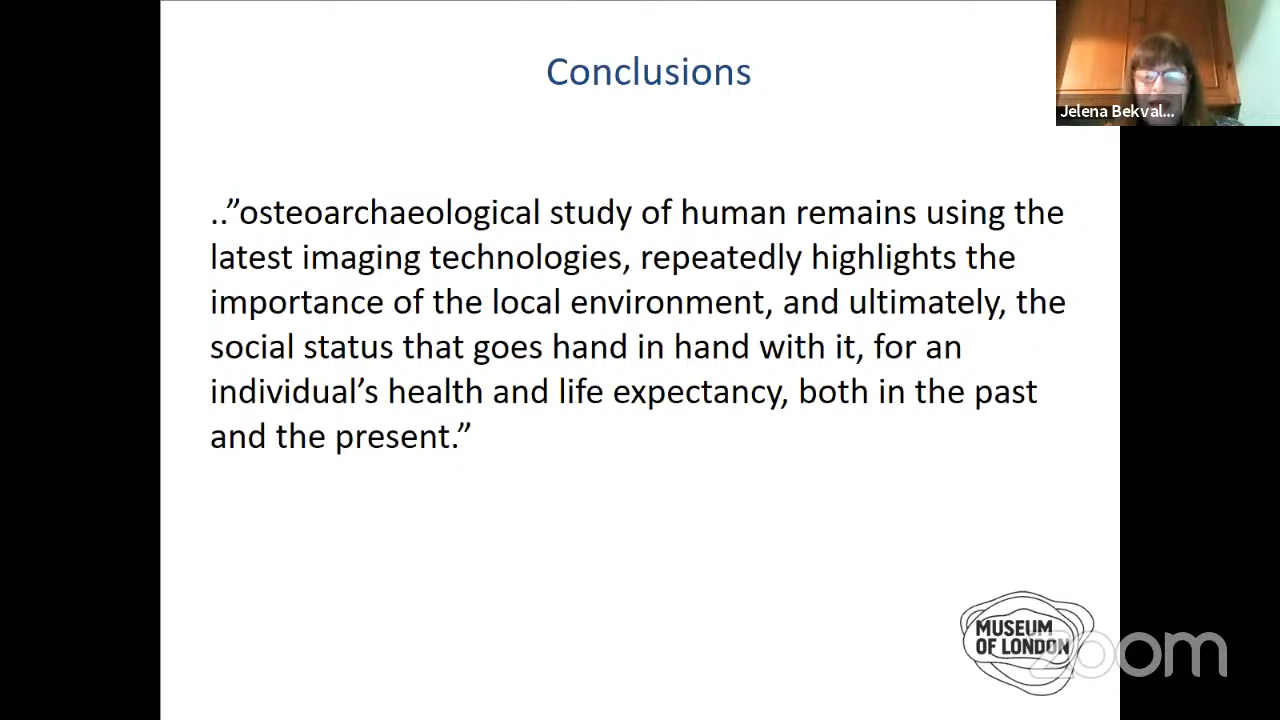 Conclusions
Jelena Bekval...
..”osteoarchaeological study of human remains using the
latest imaging technologies, repeatedly highlights the
importance of the local environment, and ultimately, the
social status that goes hand in hand with it, for an
individual’s health and life expectancy, both in the past
and the present.”
MUSEUM
OF LONDON
zoom